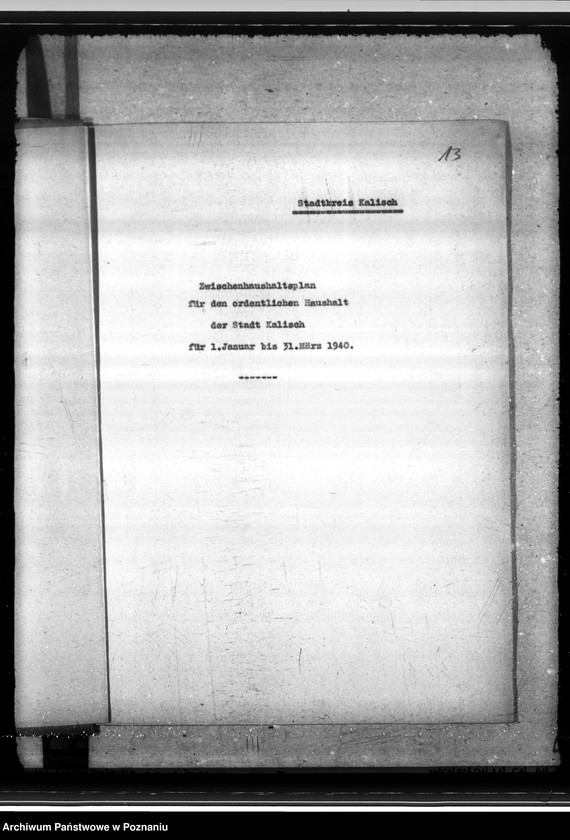 13
Stadtkreis Kalisch
Zwischenhaushaltsplan
für den ordentlichen Haushalt
der Stadt Kalisch
für 1.Januar bis 31.März 1940.
-------
Archiwum Państwowe w Poznaniu